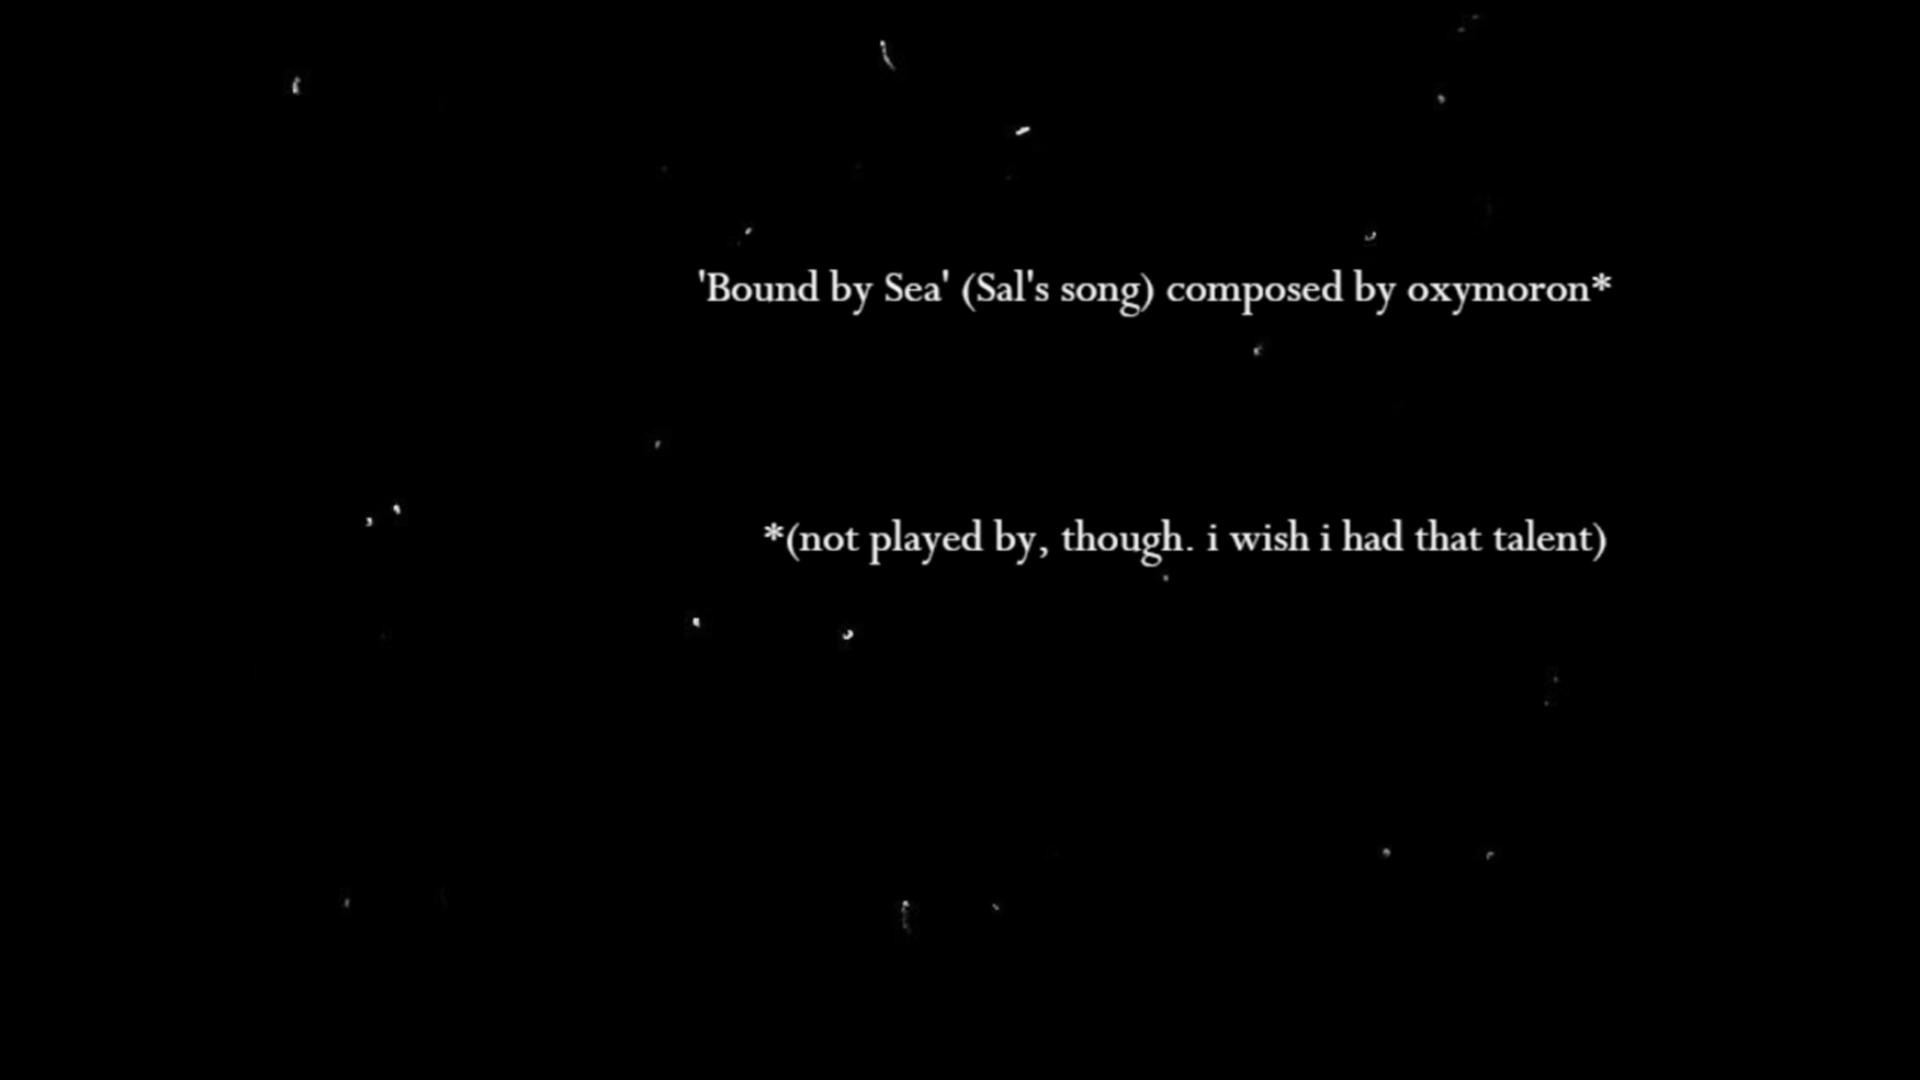 'Bound by Sea' (Sal's song) composed by oxymoron*
*(not played by, though. i wish i had that talent)